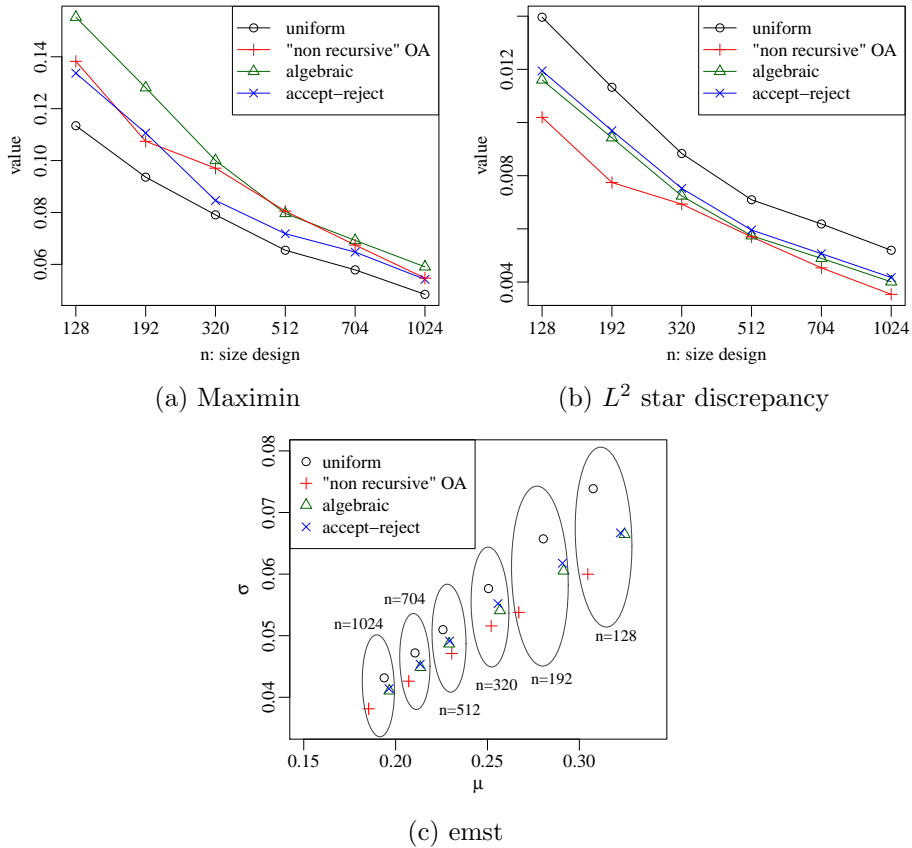 uniform
"non recursive" OA
algebraic
accept−reject
value
0.06 0.08 0.10 0.12 0.14
128 192 320 512 704 1024
n: size design
(a) Maximin
uniform
"non recursive" OA
algebraic
accept−reject
value
0.004 0.008 0.012
128 192 320 512 704 1024
n: size design
(b) L² star discrepancy
uniform
"non recursive" OA
algebraic
accept−reject
σ
0.04 0.05 0.06 0.07 0.08
n=1024
n=704
n=512
n=320
n=192
n=128
0.15 0.20 0.25 0.30
μ
(c) emst